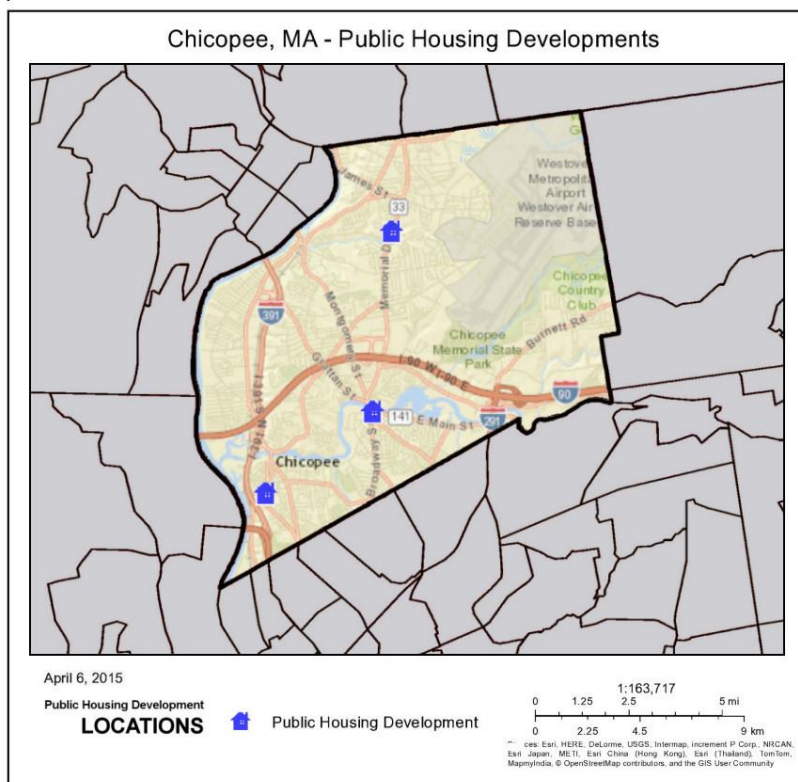 Chicopee, MA - Public Housing Developments
James St
33
Westover
Metropolit
Airport
Westover Air
Reserve Base
Memorial D
Chicopee
Country
Club
391
Montgomery St
Burnett Rd
Chicopee
Memorial State
Park
Grattan St
I 90 W I-90 E
90
I 391 S N 391
141
E Main St
291
Chicopee
Broadway S
April 6, 2015
Public Housing Development
LOCATIONS
Public Housing Development
1:163,717
0 1.25 2.5 5 mi
0 2.25 4.5 9 km
ces: Esri, HERE, DeLorme, USGS, Intermap, increment P Corp., NRCAN,
Esri Japan, METI, Esri China (Hong Kong), Esri (Thailand), TomTom,
MapmyIndia, © OpenStreetMap contributors, and the GIS User Community